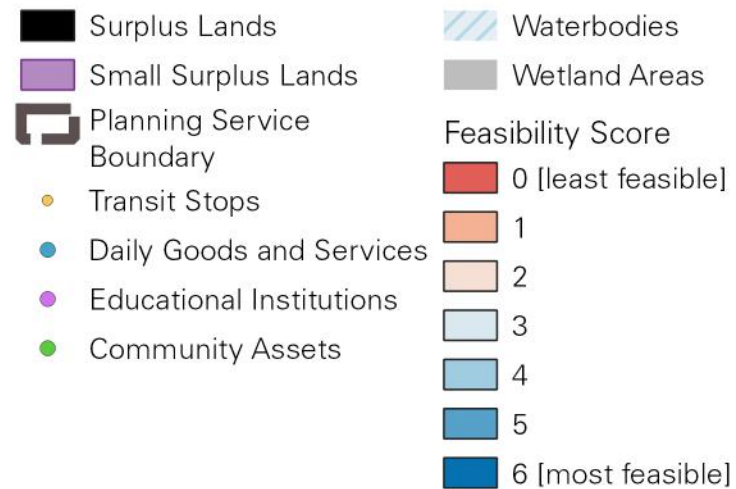 Surplus Lands
Small Surplus Lands
Planning Service
Boundary
Transit Stops
Daily Goods and Services
Educational Institutions
Community Assets
Waterbodies
Wetland Areas
Feasibility Score
0 [least feasible]
1
2
3
4
5
6 [most feasible]